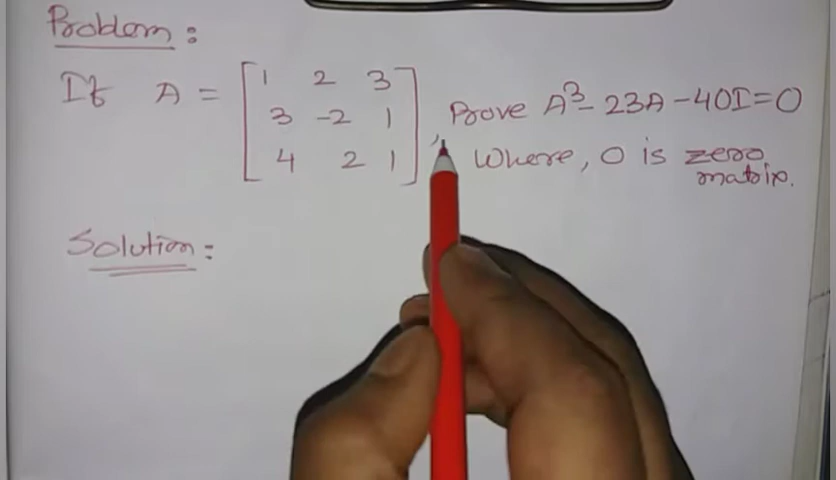 Problem :
If A = [1 2 3
3 -2 1
4 2 1], Prove A³- 23A - 40I = 0
Where, O is zero matrix.
Solution :